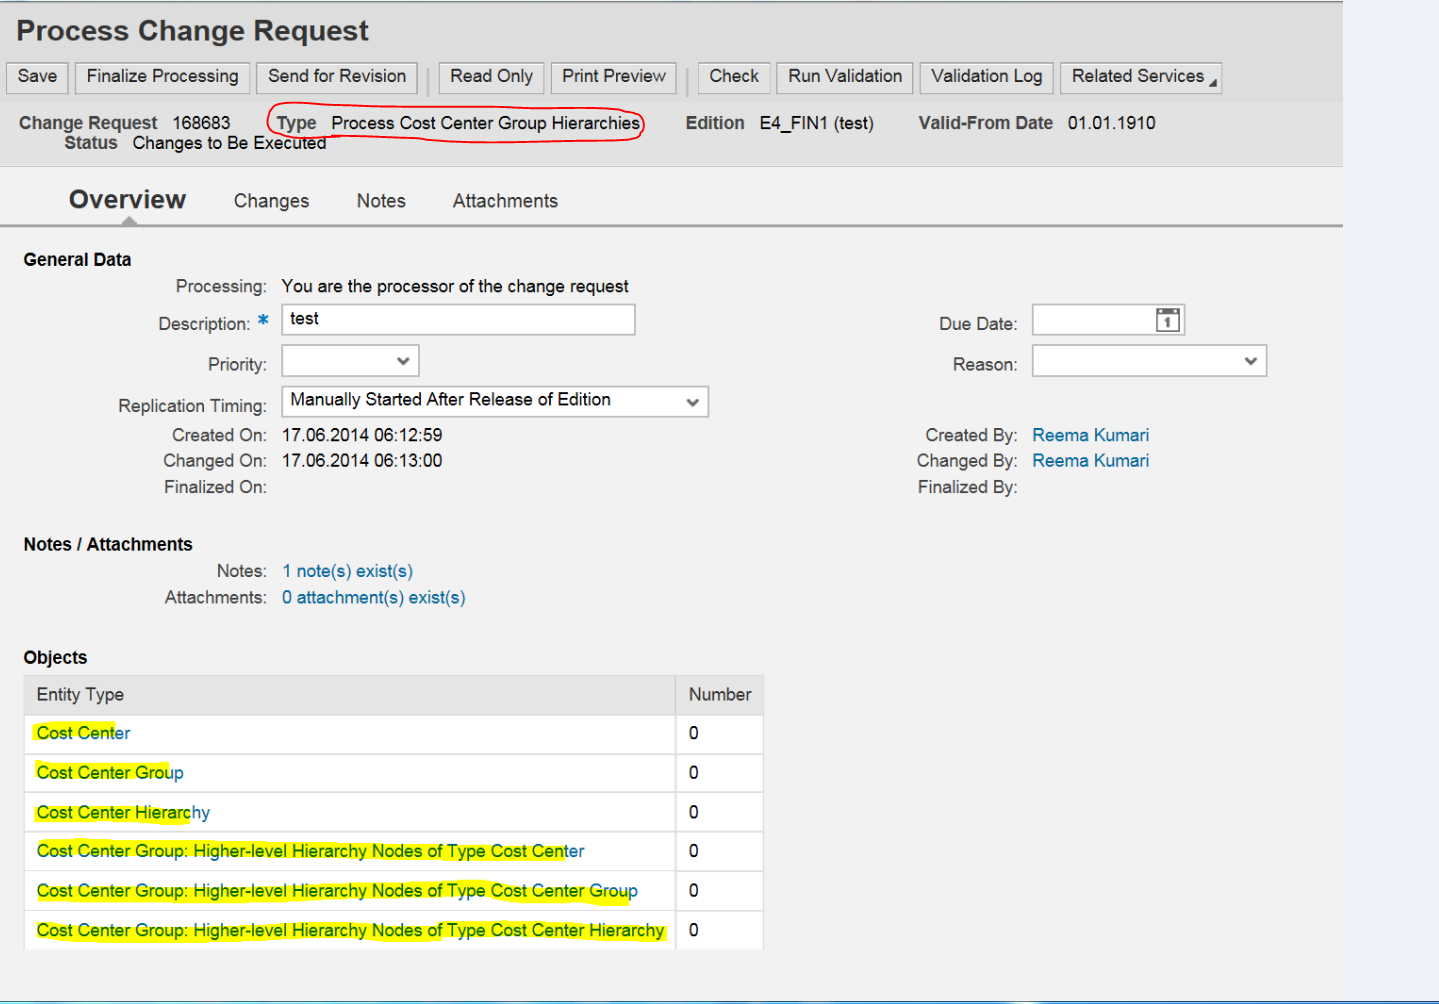 Process Change Request
Save Finalize Processing Send for Revision Read Only Print Preview Check Run Validation Validation Log Related Services
Change Request 168683 Type Process Cost Center Group Hierarchies Edition E4_FIN1 (test) Valid-From Date 01.01.1910
Status Changes to Be Executed
Overview Changes Notes Attachments
General Data
Processing: You are the processor of the change request
Description: * test Due Date: 1
Priority: Reason:
Replication Timing: Manually Started After Release of Edition
Created On: 17.06.2014 06:12:59 Created By: Reema Kumari
Changed On: 17.06.2014 06:13:00 Changed By: Reema Kumari
Finalized On: Finalized By:
Notes / Attachments
Notes: 1 note(s) exist(s)
Attachments: 0 attachment(s) exist(s)
Objects
Entity Type Number
Cost Center 0
Cost Center Group 0
Cost Center Hierarchy 0
Cost Center Group: Higher-level Hierarchy Nodes of Type Cost Center 0
Cost Center Group: Higher-level Hierarchy Nodes of Type Cost Center Group 0
Cost Center Group: Higher-level Hierarchy Nodes of Type Cost Center Hierarchy 0